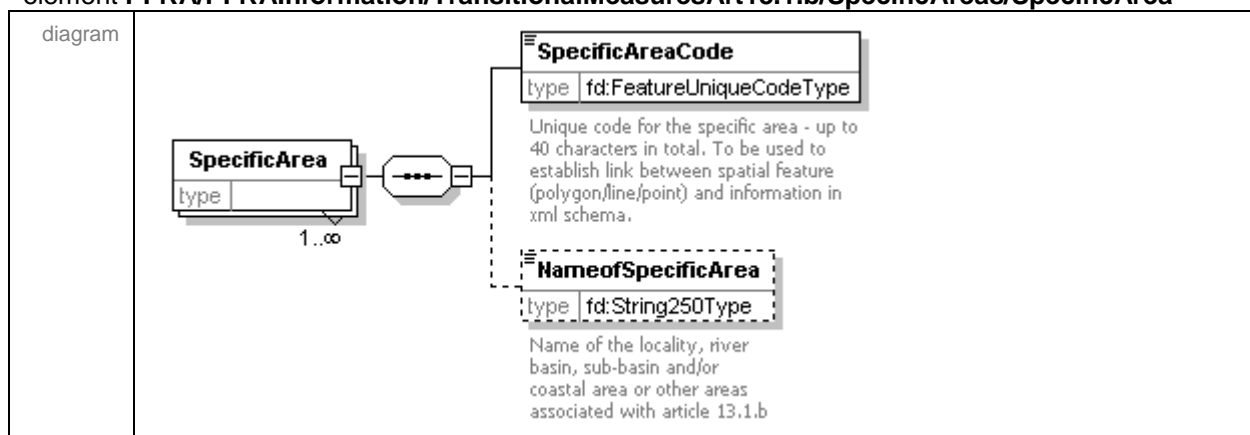 diagram
SpecificAreaCode
type fd:FeatureUniqueCodeType
Unique code for the specific area - up to
40 characters in total. To be used to
establish link between spatial feature
(polygon/line/point) and information in
xml schema.
SpecificArea
type
1..∞
NameofSpecificArea
type fd:String250Type
Name of the locality, river
basin, sub-basin and/or
coastal area or other areas
associated with article 13.1.b